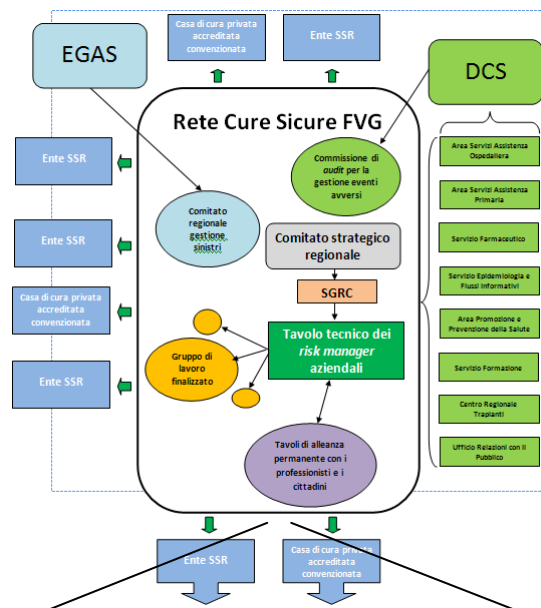 Casa di cura privata
accreditata
convenzionata
Ente SSR
EGAS
DCS
Rete Cure Sicure FVG
Ente SSR
Ente SSR
Casa di cura privata
accreditata
convenzionata
Ente SSR
Commissione di
audit per la
gestione eventi
avversi
Comitato
regionale
gestione
sinistri
Comitato strategico
regionale
SGRC
Tavolo tecnico dei
risk manager
aziendali
Gruppo di
lavoro
finalizzato
Tavoli di alleanza
permanente con i
professionisti e i
cittadini
Area Servizi Assistenza
Ospedaliera
Area Servizi Assistenza
Primaria
Servizio Farmaceutico
Servizio Epidemiologia e
Flussi Informativi
Area Promozione e
Prevenzione della Salute
Servizio Formazione
Centro Regionale
Trapianti
Ufficio Relazioni con il
Pubblico
Ente SSR
Casa di cura privata
accreditata
convenzionata